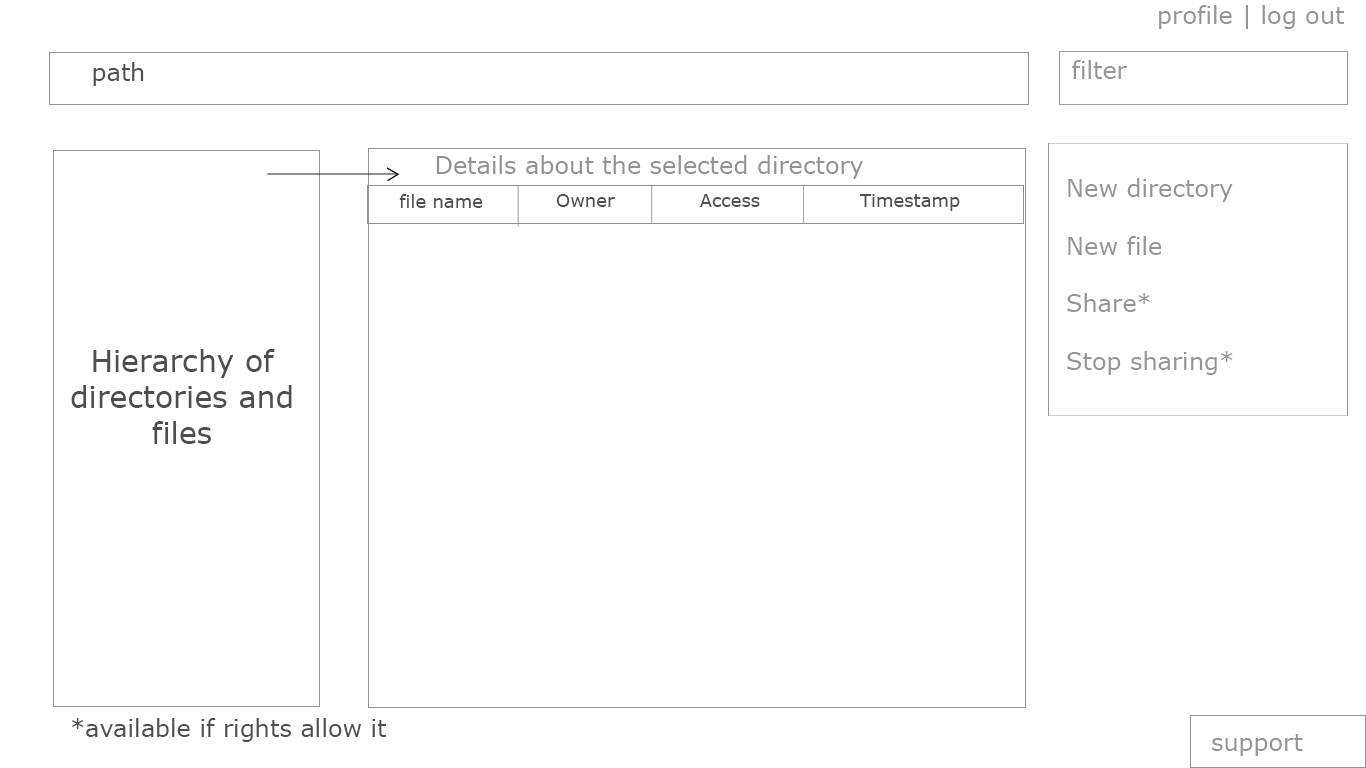 profile | log out
path
filter
Details about the selected directory
file name
Owner
Access
Timestamp
Hierarchy of
directories and
files
New directory
New file
Share*
Stop sharing*
*available if rights allow it
support